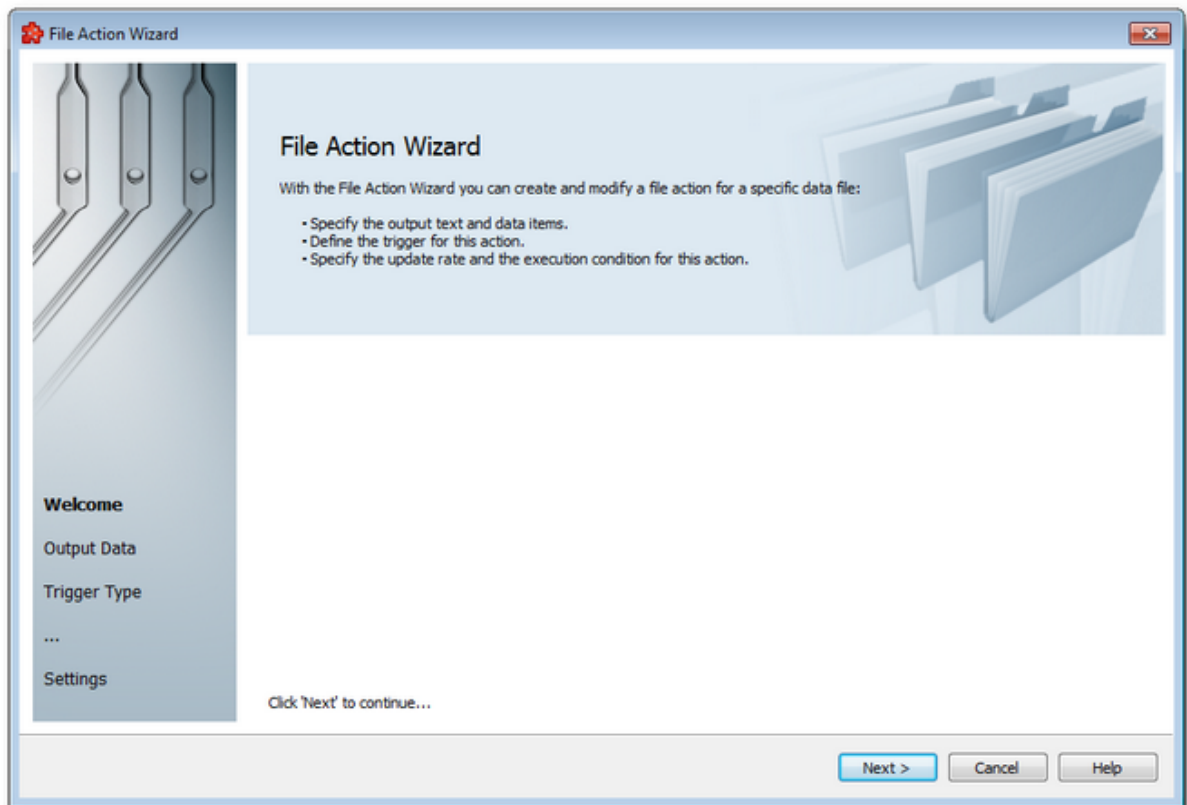 File Action Wizard
File Action Wizard
With the File Action Wizard you can create and modify a file action for a specific data file:
- Specify the output text and data items.
- Define the trigger for this action.
- Specify the update rate and the execution condition for this action.
Welcome
Output Data
Trigger Type
...
Settings
Click 'Next' to continue...
Next >
Cancel
Help